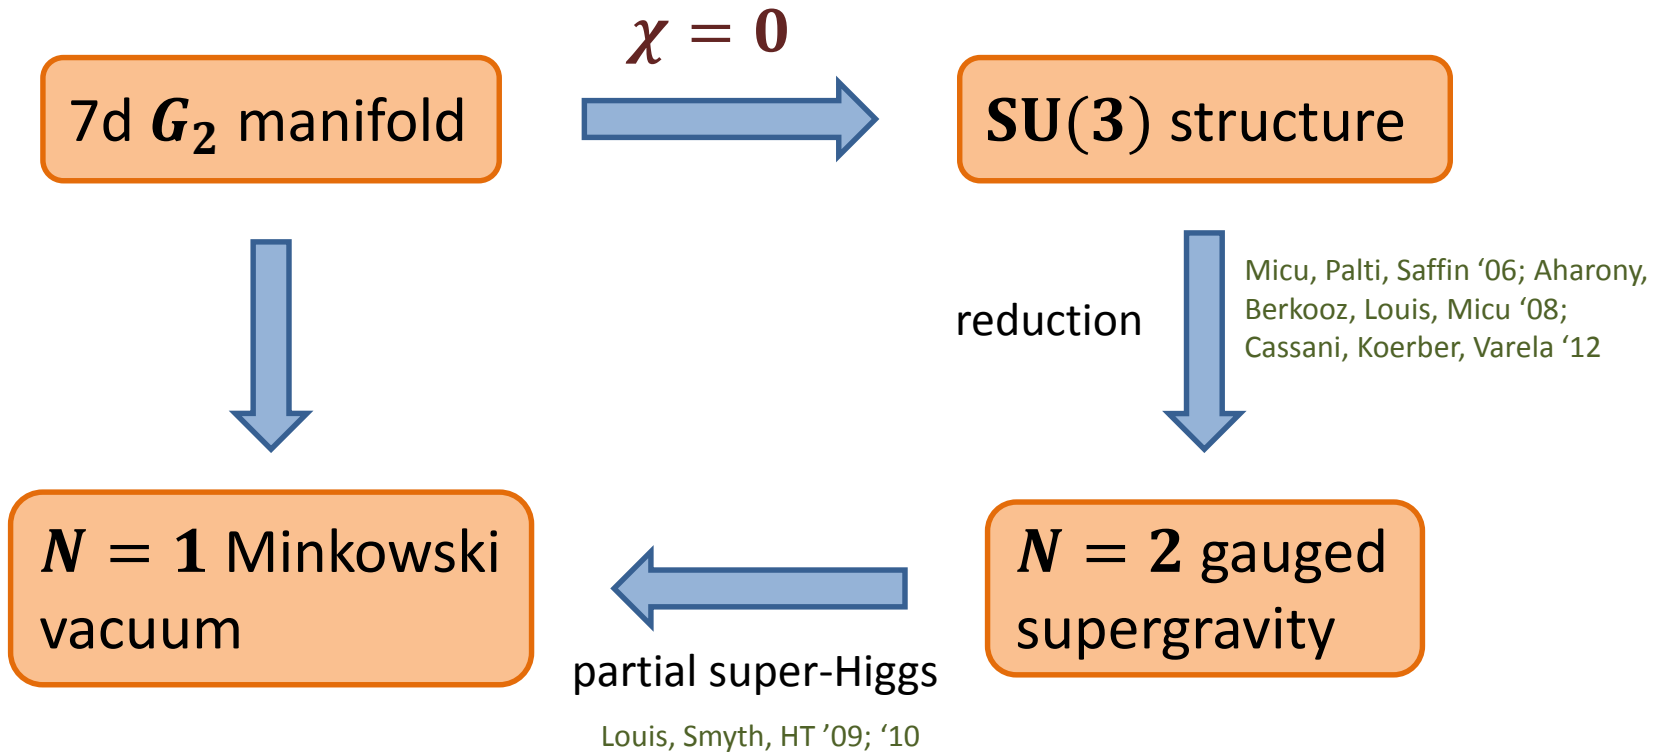 χ = 0
7d G₂ manifold
SU(3) structure
reduction
Micu, Palti, Saffin ‘06; Aharony,
Berkooz, Louis, Micu ‘08;
Cassani, Koerber, Varela ‘12
N = 1 Minkowski
vacuum
N = 2 gauged
supergravity
partial super-Higgs
Louis, Smyth, HT ’09; ‘10